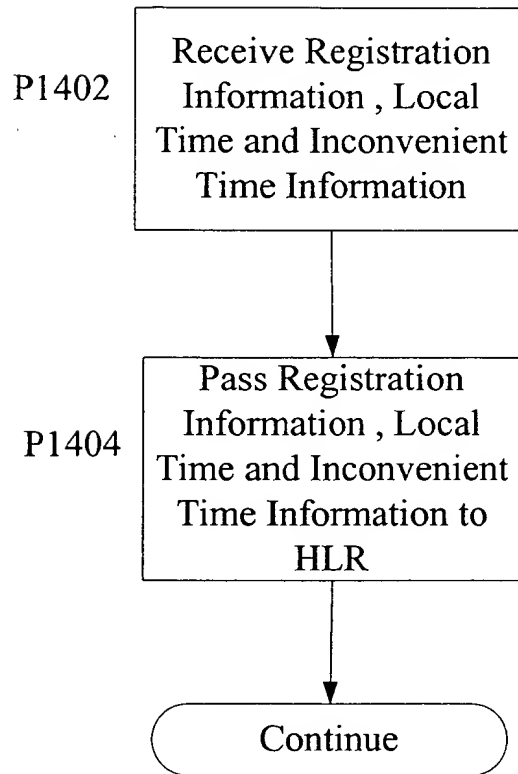 P1402
Receive Registration
Information , Local
Time and Inconvenient
Time Information
P1404
Pass Registration
Information , Local
Time and Inconvenient
Time Information to
HLR
Continue